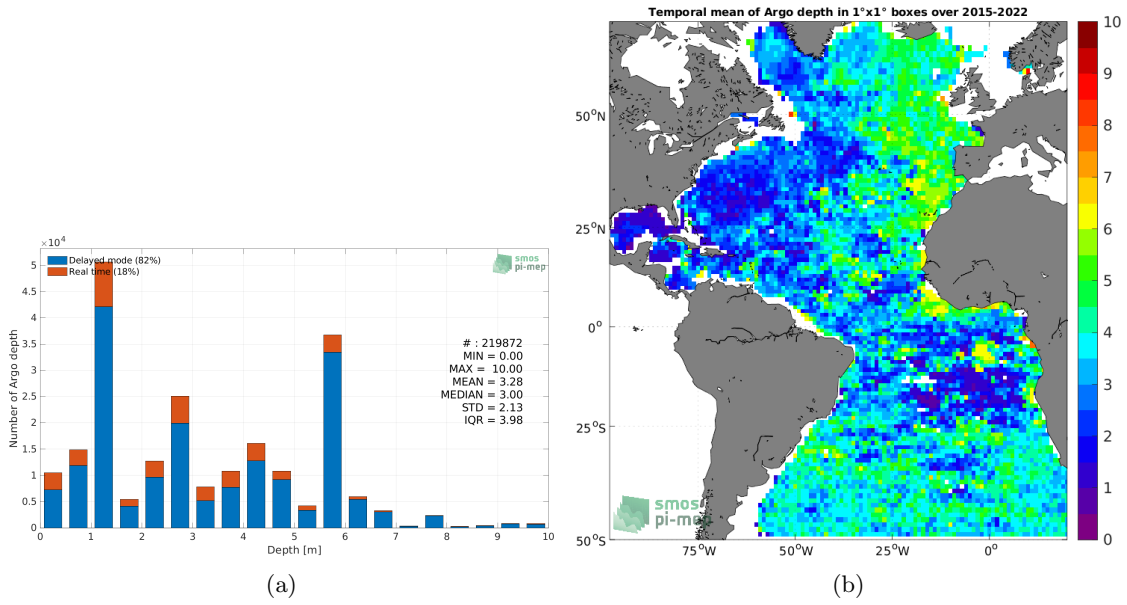 ×10⁴
Delayed mode (82%)
Real time (18%)
smos
pi-mep
5
4.5
4
3.5
3
2.5
2
1.5
1
0.5
0
Number of Argo depth
# : 219872
MIN = 0.00
MAX = 10.00
MEAN = 3.28
MEDIAN = 3.00
STD = 2.13
IQR = 3.98
0 1 2 3 4 5 6 7 8 9 10
Depth [m]
(a)
Temporal mean of Argo depth in 1°x1° boxes over 2015-2022
50°N
25°N
0°
25°S
50°S
75°W 50°W 25°W 0°
smos
pi-mep
10
9
8
7
6
5
4
3
2
1
0
(b)